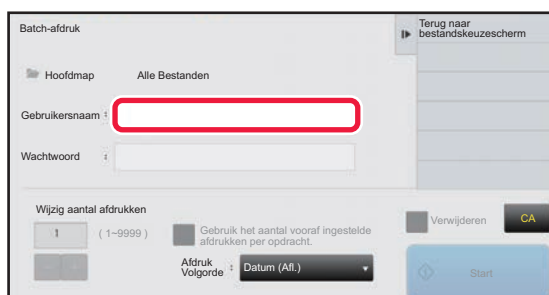 Batch-afdruk
Terug naar
bestandskeuzescherm
Hoofdmap Alle Bestanden
Gebruikersnaam :
Wachtwoord :
Wijzig aantal afdrukken
1 (1~9999)
Gebruik het aantal vooraf ingestelde
afdrukken per opdracht.
Verwijderen
CA
Afdruk
Volgorde : Datum (Afl.)
Start